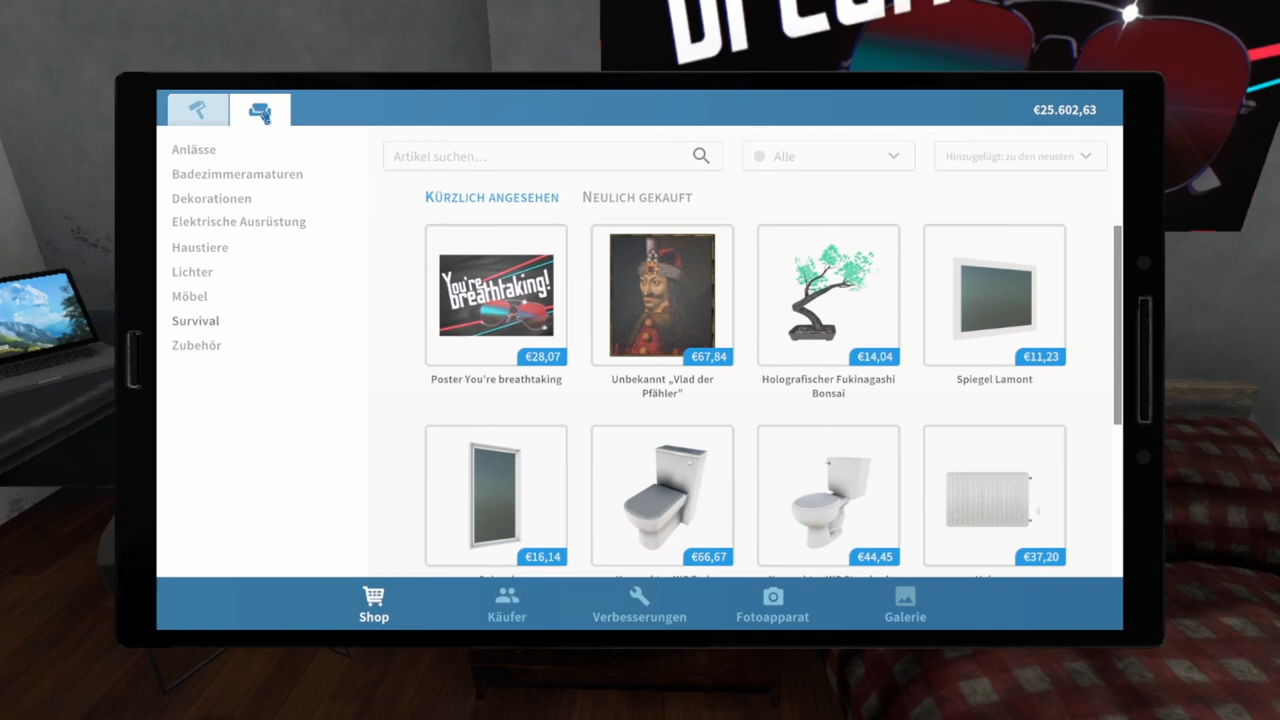 Dream
€25.602,63
Anlässe
Badezimmeramaturen
Dekorationen
Elektrische Ausrüstung
Haustiere
Lichter
Möbel
Survival
Zubehör
Artikel suchen...
Alle
Hinzugefügt: zu den neusten
KÜRZLICH ANGESEHEN
NEULICH GEKAUFT
You're
breathtaking!
€28,07
€67,84
€14,04
€11,23
Poster You're breathtaking
Unbekannt „Vlad der
Pfähler”
Holografischer Fukinagashi
Bonsai
Spiegel Lamont
€16,14
€66,67
€44,45
€37,20
Shop
Käufer
Verbesserungen
Fotoapparat
Galerie